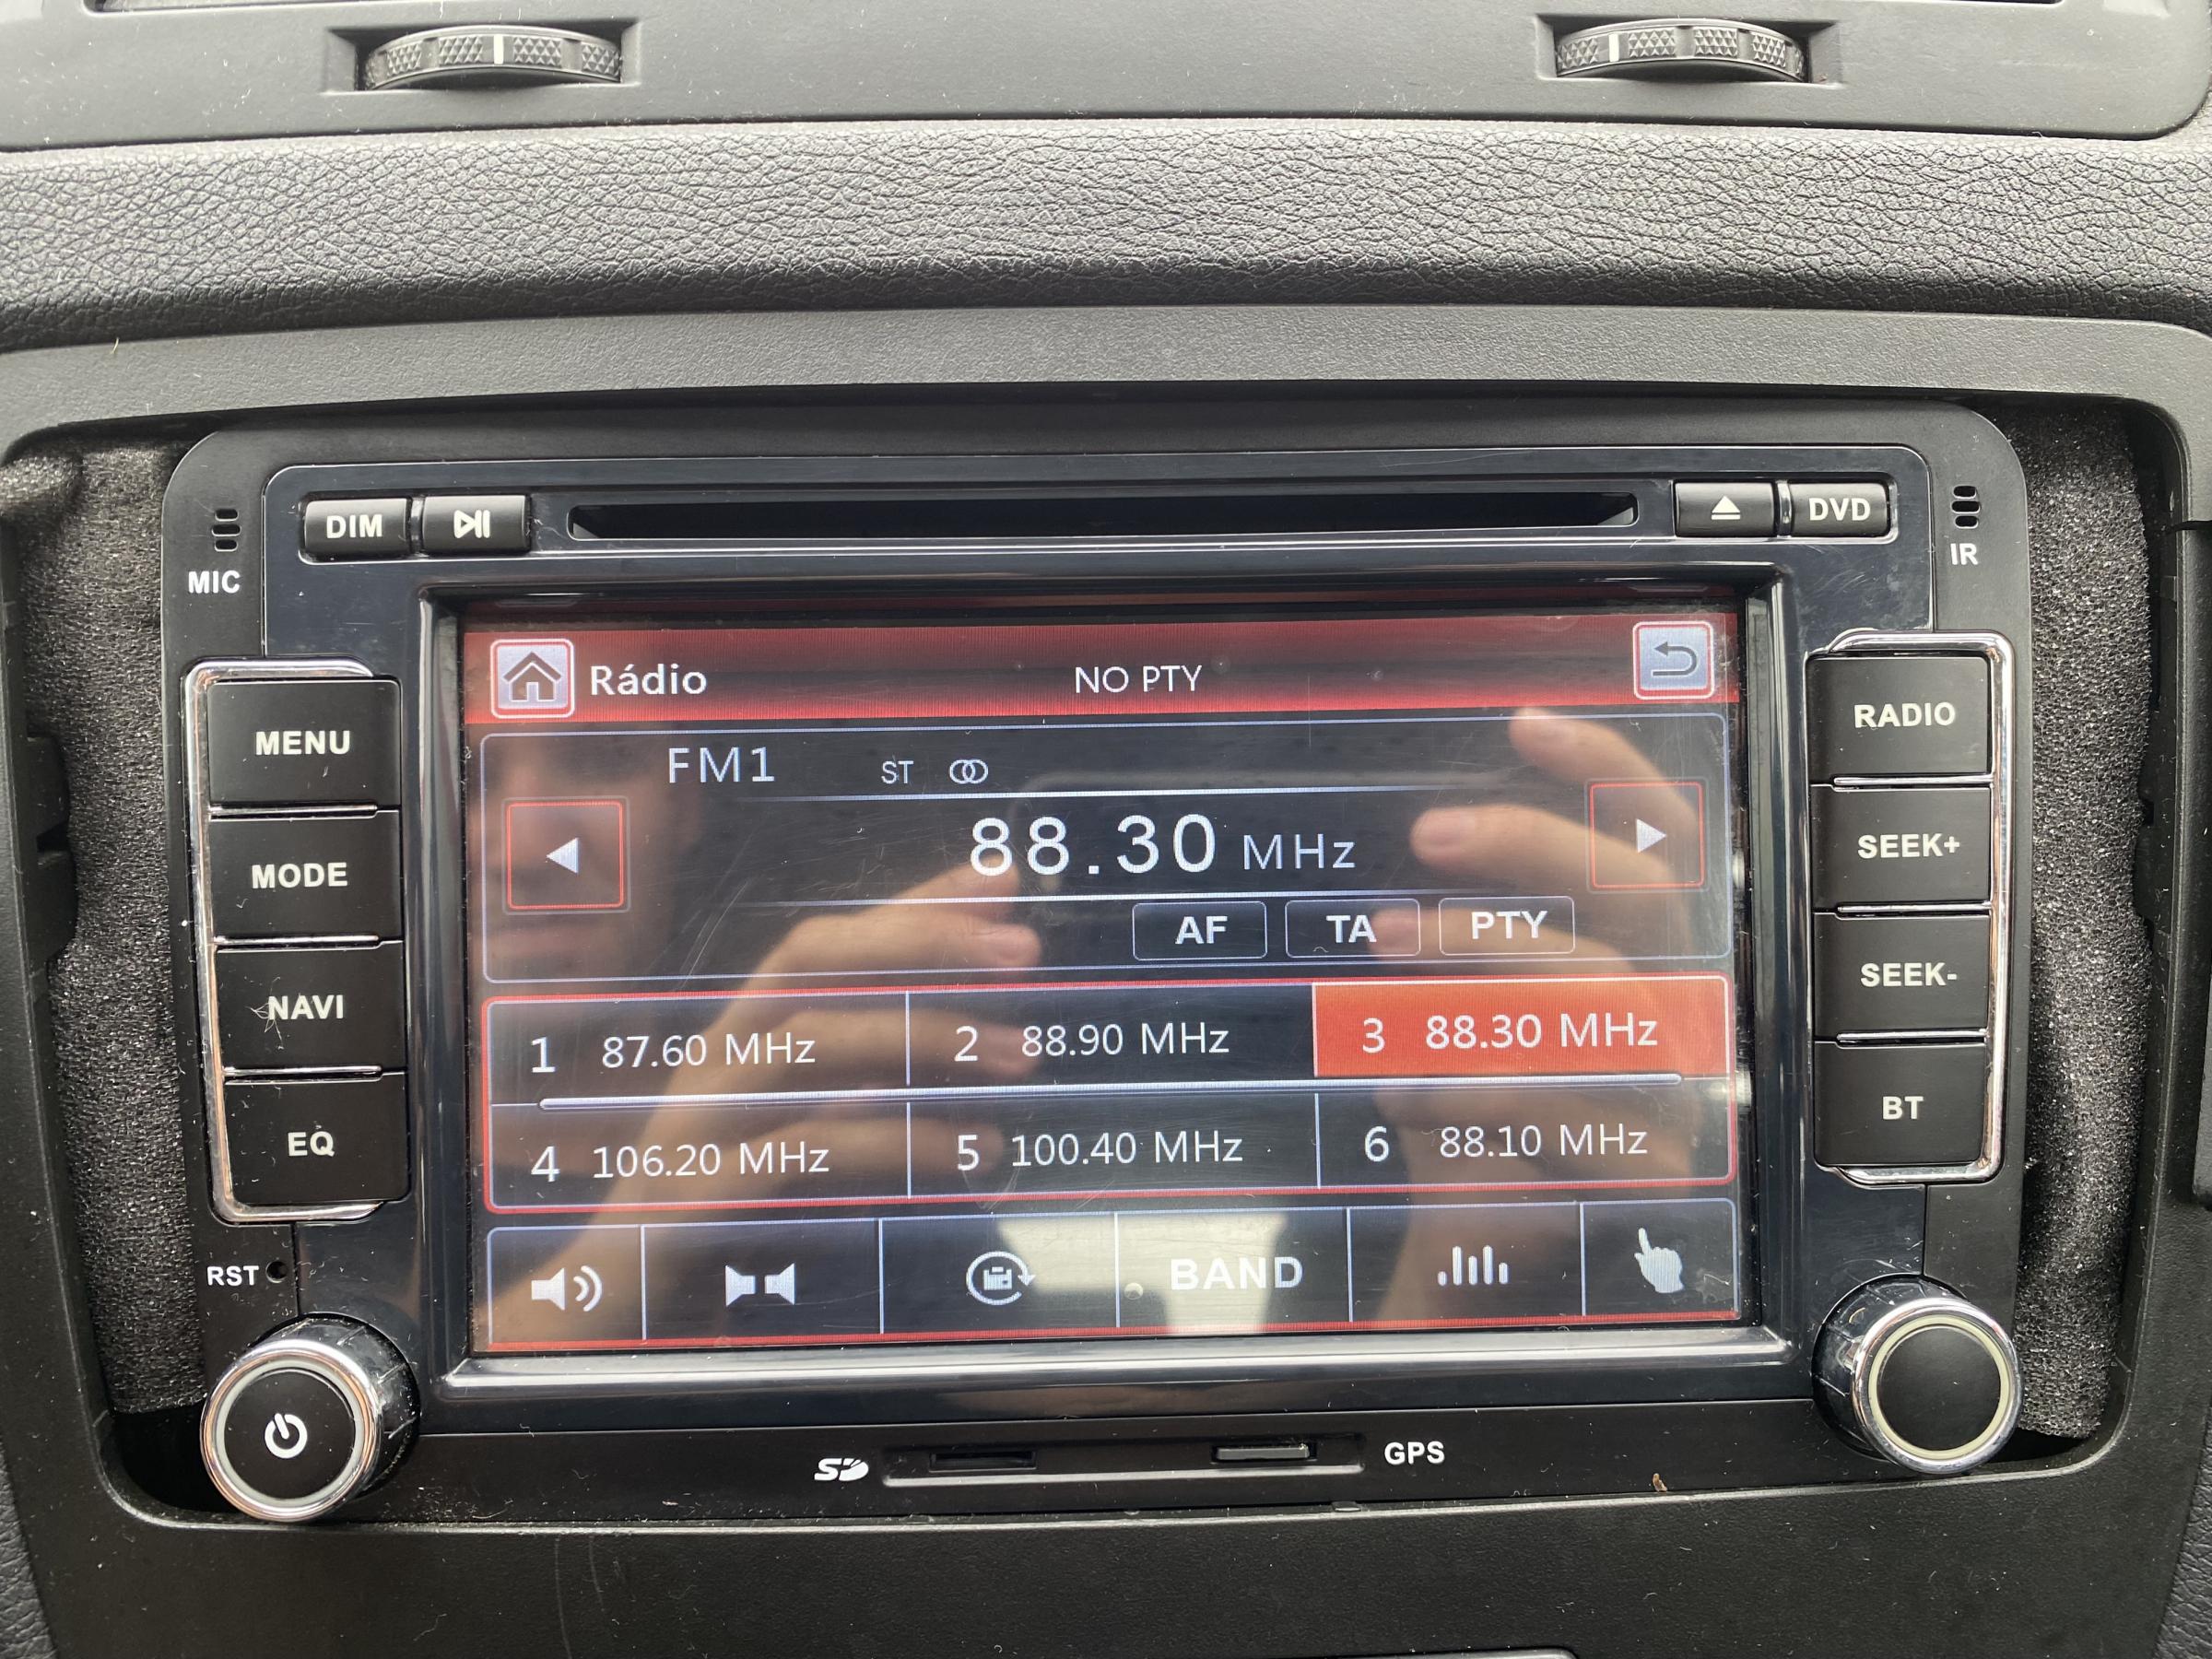 DIM
DVD
MIC
IR
Rádio NO PTY
MENU
MODE
NAVI
EQ
RST
FM1 ST
88.30 MHz
AF TA PTY
1 87.60 MHz 2 88.90 MHz 3 88.30 MHz
4 106.20 MHz 5 100.40 MHz 6 88.10 MHz
BAND
RADIO
SEEK+
SEEK-
BT
SD GPS